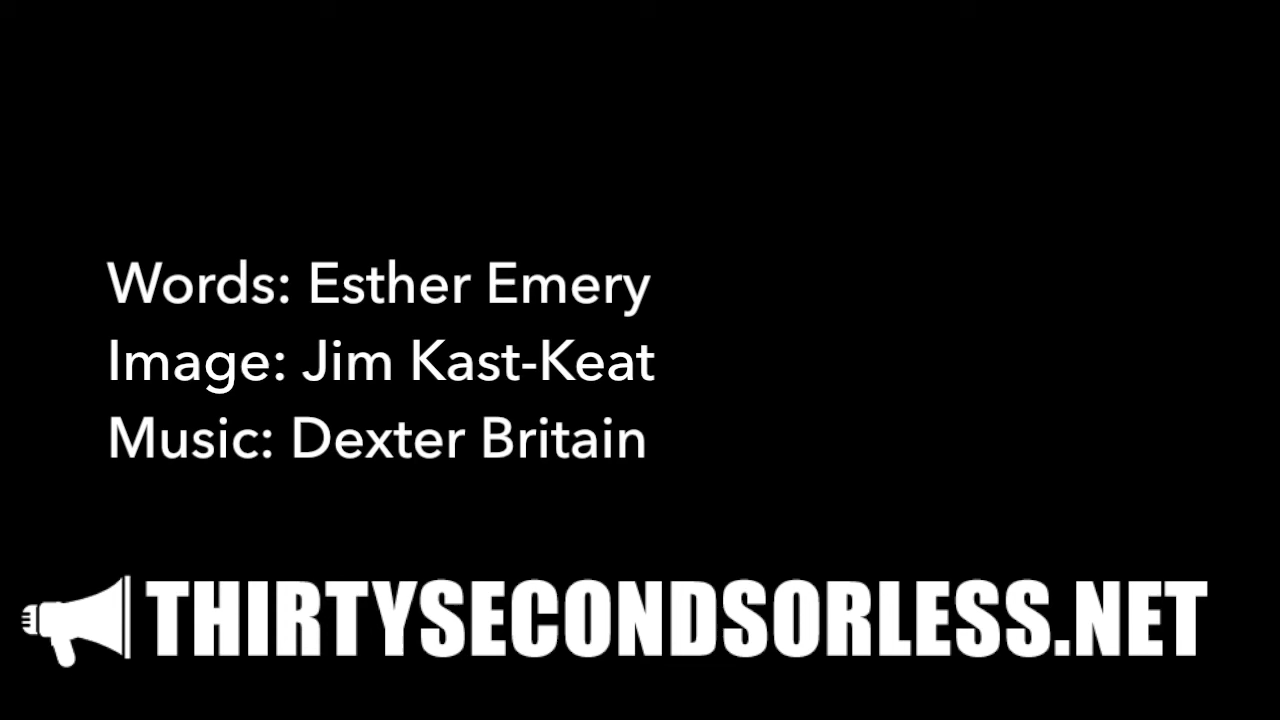 Words: Esther Emery
Image: Jim Kast-Keat
Music: Dexter Britain
THIRTYSECONDSORLESS.NET